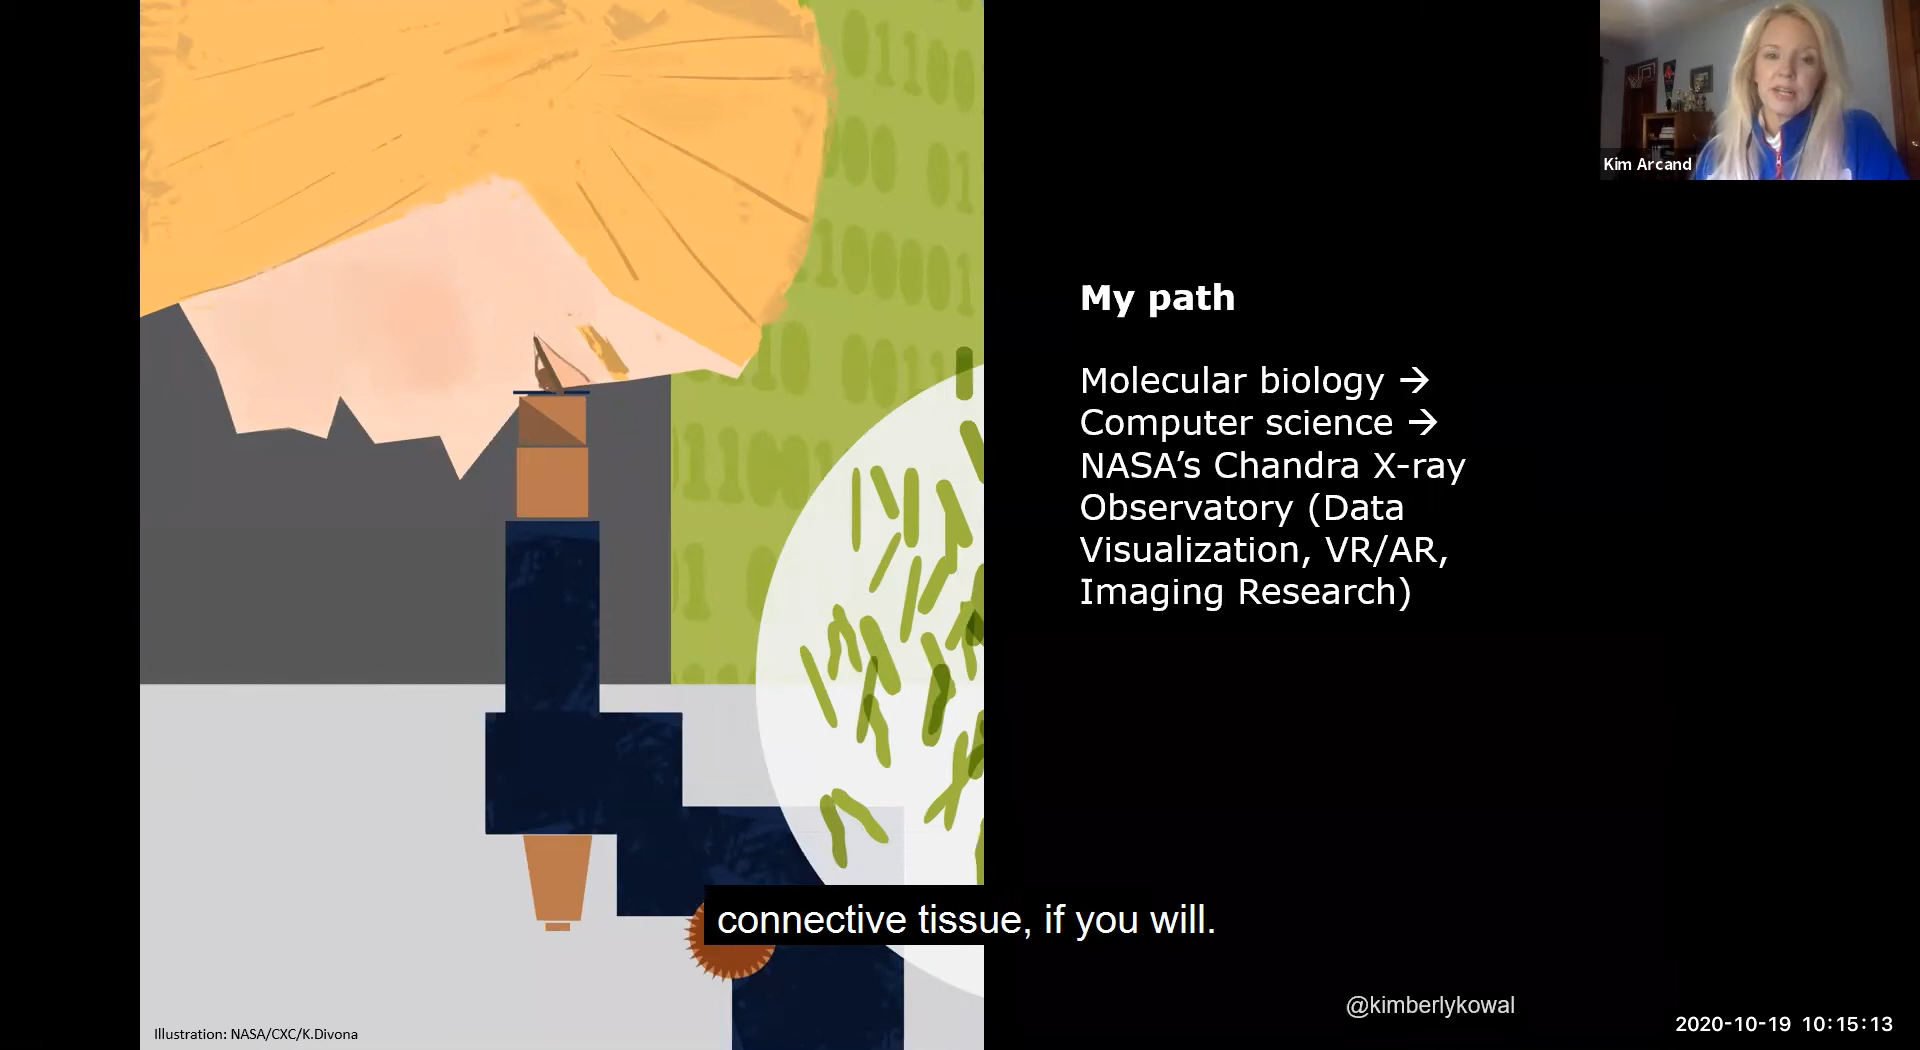 Kim Arcand
My path
Molecular biology →
Computer science →
NASA’s Chandra X-ray
Observatory (Data
Visualization, VR/AR,
Imaging Research)
connective tissue, if you will.
@kimberlykowal
Illustration: NASA/CXC/K.Divona
2020-10-19 10:15:13